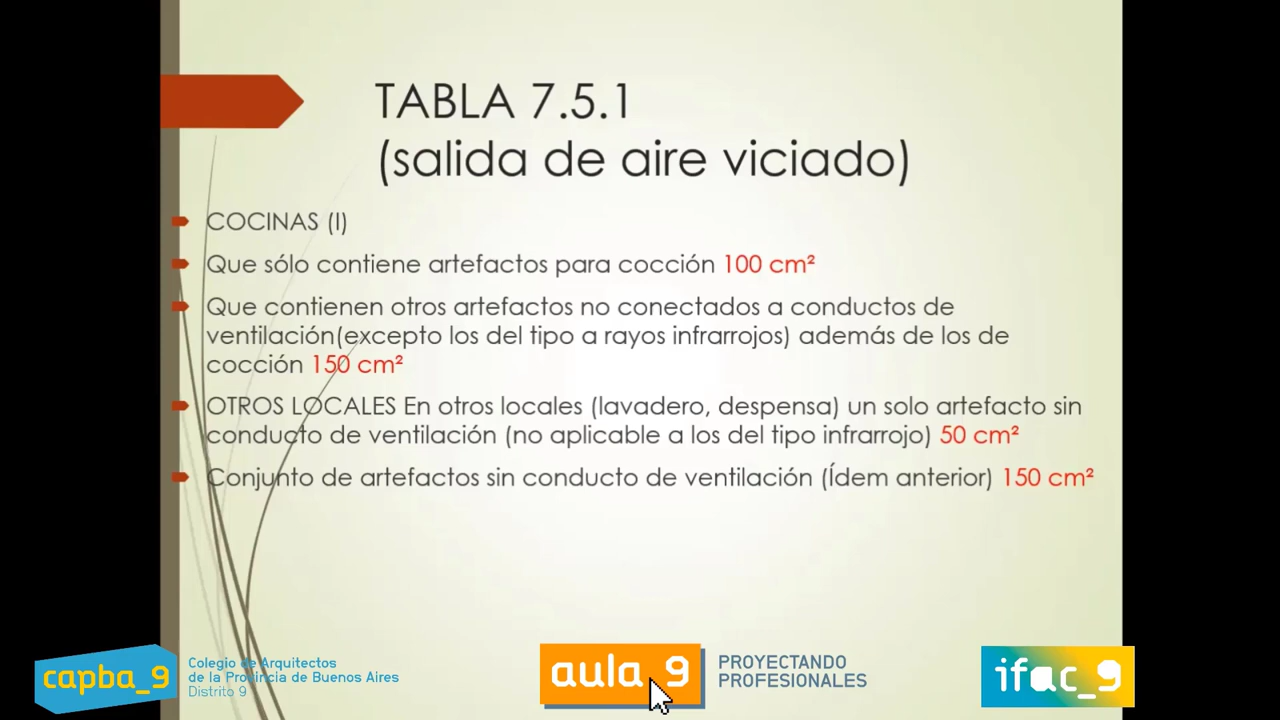 TABLA 7.5.1
(salida de aire viciado)
COCINAS (I)
Que sólo contiene artefactos para cocción 100 cm²
Que contienen otros artefactos no conectados a conductos de
ventilación(excepto los del tipo a rayos infrarrojos) además de los de
cocción 150 cm²
OTROS LOCALES En otros locales (lavadero, despensa) un solo artefacto sin
conducto de ventilación (no aplicable a los del tipo infrarrojo) 50 cm²
Conjunto de artefactos sin conducto de ventilación (Ídem anterior) 150 cm²
capba_9
Colegio de Arquitectos
de la Provincia de Buenos Aires
Distrito 9
aula_9
PROYECTANDO
PROFESIONALES
ifac_9